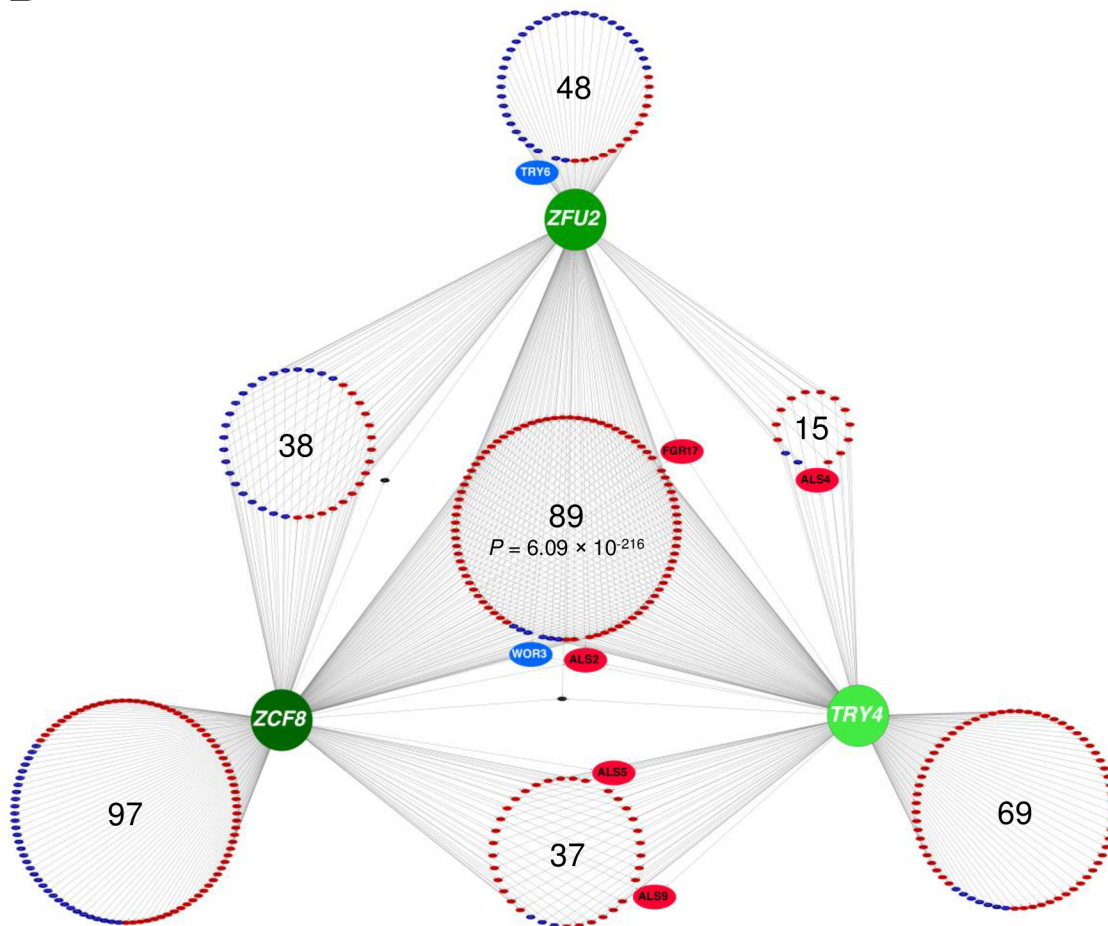 48
TRY6
ZFU2
38
FGR17
15
ALS4
89
P = 6.09 × 10-216
WOR3
ALS2
ZCF8
TRY4
ALS5
97
37
69
ALS9